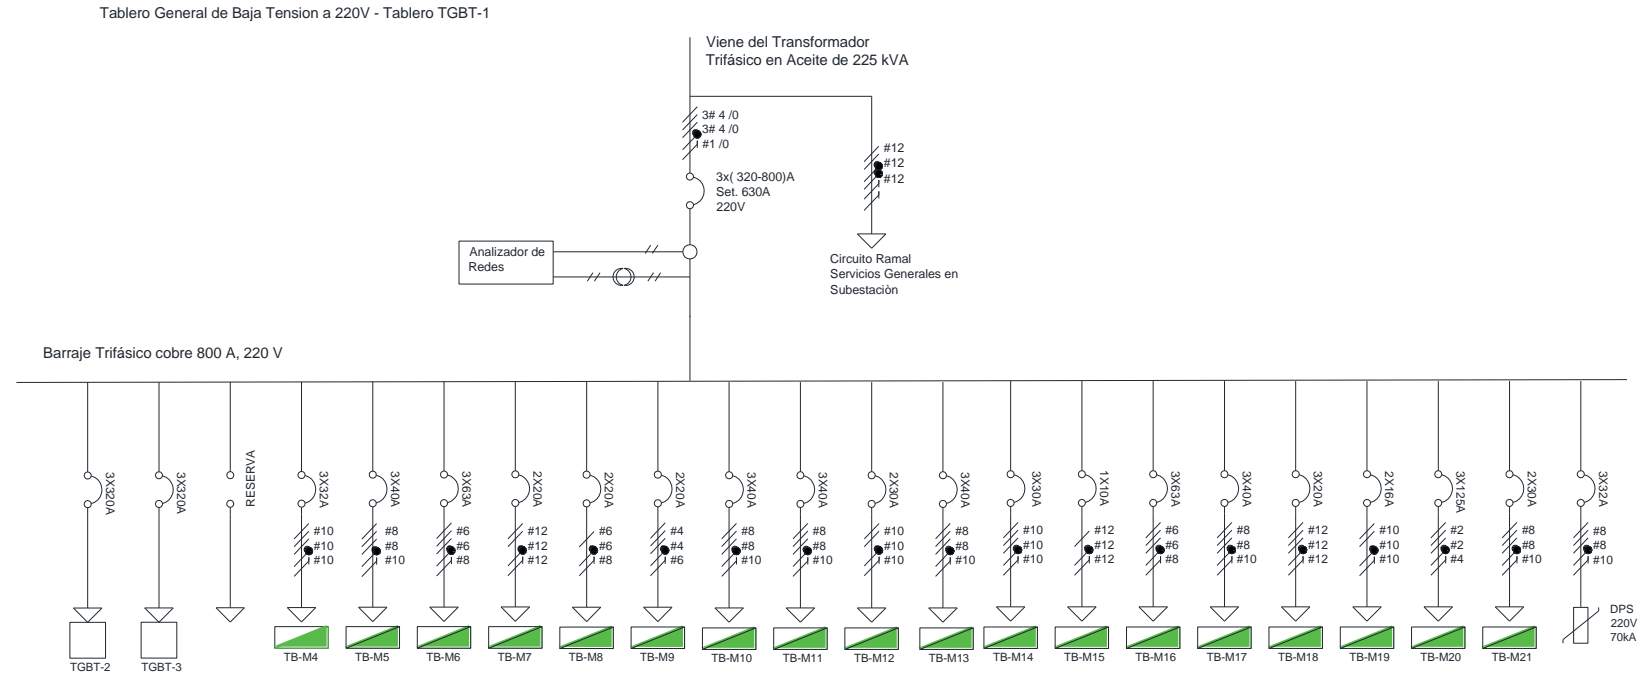 Tablero General de Baja Tension a 220V - Tablero TGBT-1
Viene del Transformador
Trifásico en Aceite de 225 kVA
3# 4 /0
3# 4 /0
#1 /0
#12
#12
#12
3x( 320-800)A
Set. 630A
220V
Analizador de
Redes
Circuito Ramal
Servicios Generales en
Subestaciòn
Barraje Trifásico cobre 800 A, 220 V
3X320A
3X320A
RESERVA
3X32A
3X40A
3X63A
2X20A
2X20A
2X20A
3X40A
3X40A
2X30A
3X40A
3X30A
1X10A
3X63A
3X40A
3X20A
2X16A
3X125A
2X30A
3X32A
#10 #8 #6 #12 #6 #4 #8 #8 #10 #8 #10 #12 #6 #8 #12 #10 #2 #8 #8
#10 #8 #6 #12 #6 #4 #8 #8 #10 #8 #10 #12 #6 #8 #12 #10 #2 #8 #8
#10 #10 #8 #12 #8 #6 #10 #10 #10 #10 #10 #12 #8 #10 #12 #10 #4 #10 #10
DPS
220V
70kA
TGBT-2 TGBT-3 TB-M4 TB-M5 TB-M6 TB-M7 TB-M8 TB-M9 TB-M10 TB-M11 TB-M12 TB-M13 TB-M14 TB-M15 TB-M16 TB-M17 TB-M18 TB-M19 TB-M20 TB-M21